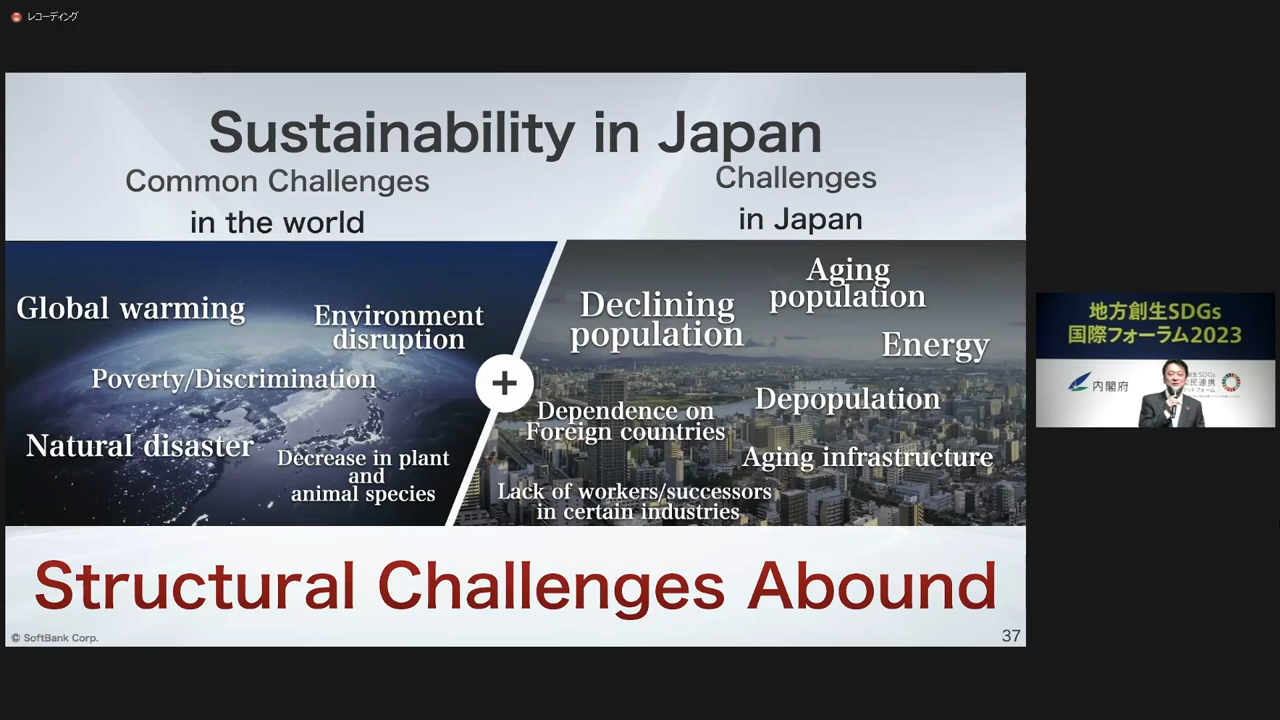 レコーディング
Sustainability in Japan
Common Challenges
in the world
Challenges
in Japan
Global warming
Environment
disruption
Poverty/Discrimination
Natural disaster
Decrease in plant
and
animal species
+
Aging
population
Declining
population
Energy
Depopulation
Dependence on
Foreign countries
Aging infrastructure
Lack of workers/successors
in certain industries
Structural Challenges Abound
© SoftBank Corp.
37
地方創生SDGs
国際フォーラム2023
内閣府